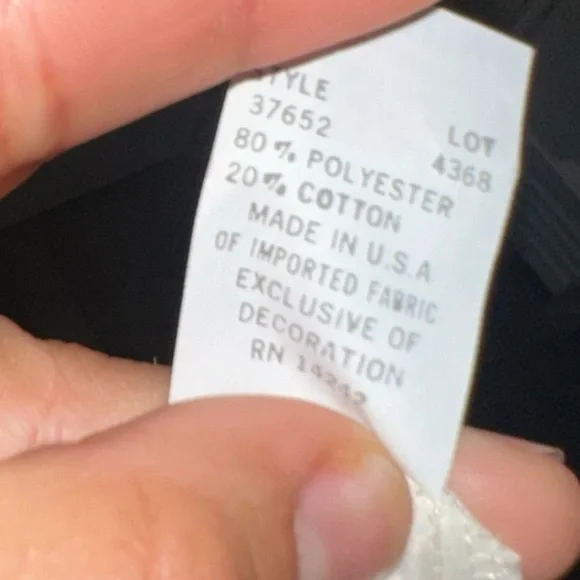 STYLE
37652
LOT
4368
80% POLYESTER
20% COTTON
MADE IN U.S.A
OF IMPORTED FABRIC
EXCLUSIVE OF
DECORATION
RN